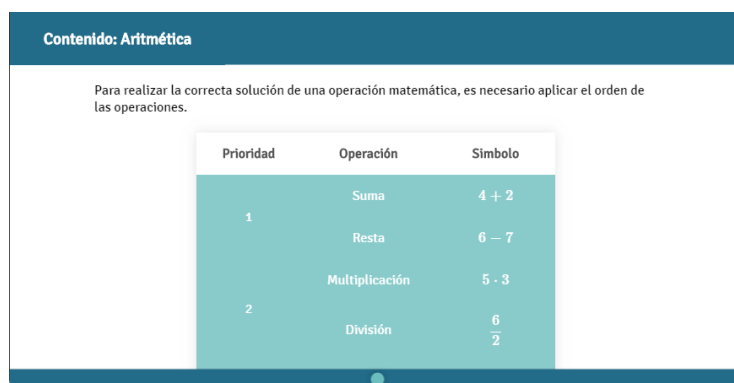 Contenido: Aritmética
Para realizar la correcta solución de una operación matemática, es necesario aplicar el orden de
las operaciones.
Prioridad Operación Simbolo
Suma 4 + 2
1
Resta 6 − 7
Multiplicación 5 · 3
2
División 6/2